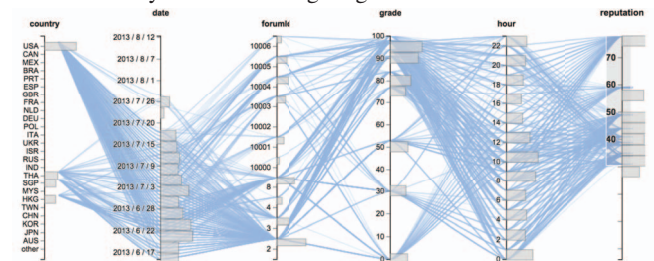 country
USA
CAN
MEX
BRA
PRT
ESP
GBR
FRA
NLD
DEU
POL
ITA
UKR
ISR
RUS
IND
THA
SGP
MYS
HKG
TWN
CHN
KOR
JPN
AUS
other
date
2013 / 8 / 12
2013 / 8 / 7
2013 / 8 / 1
2013 / 7 / 26
2013 / 7 / 20
2013 / 7 / 15
2013 / 7 / 9
2013 / 7 / 3
2013 / 6 / 28
2013 / 6 / 22
2013 / 6 / 17
10006
10005
10004
10003
10002
10001
10000
8
4
3
2
grade
100
90
80
70
60
50
40
30
20
10
0
hour
22
20
18
16
14
12
10
8
6
4
2
0
reputation
70
60
50
40